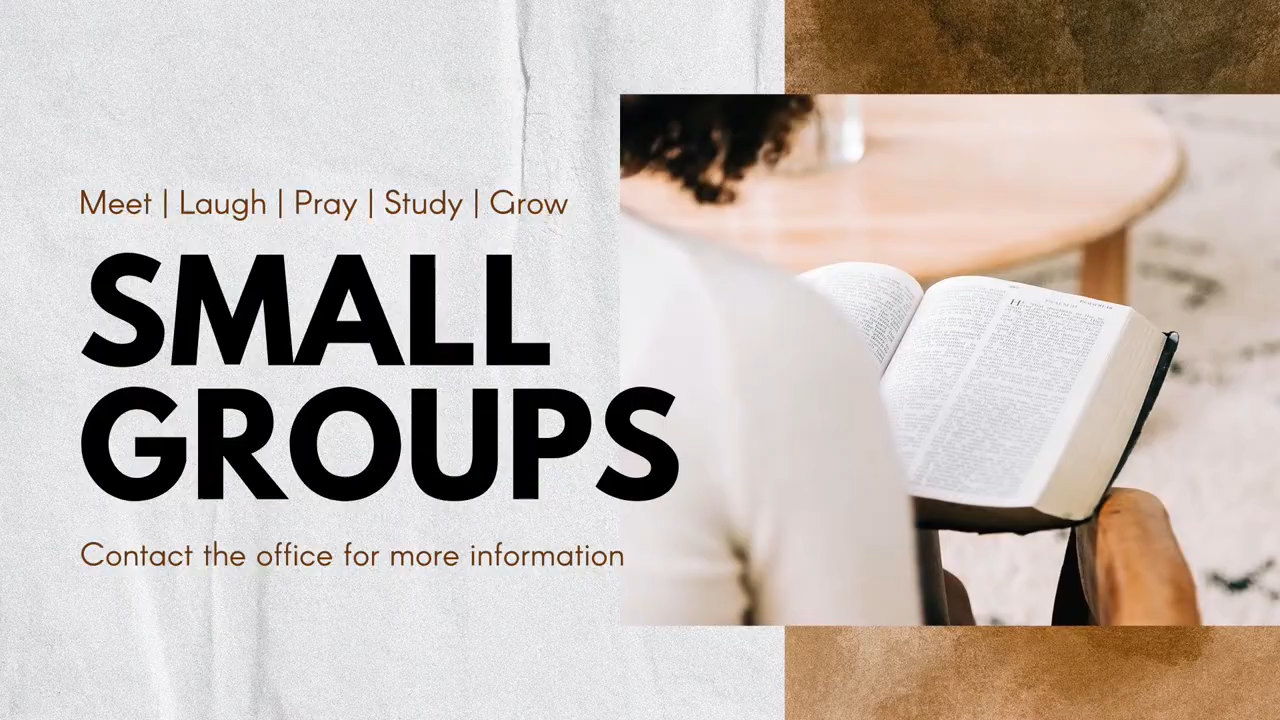 Meet | Laugh | Pray | Study | Grow
SMALL
GROUPS
Contact the office for more information